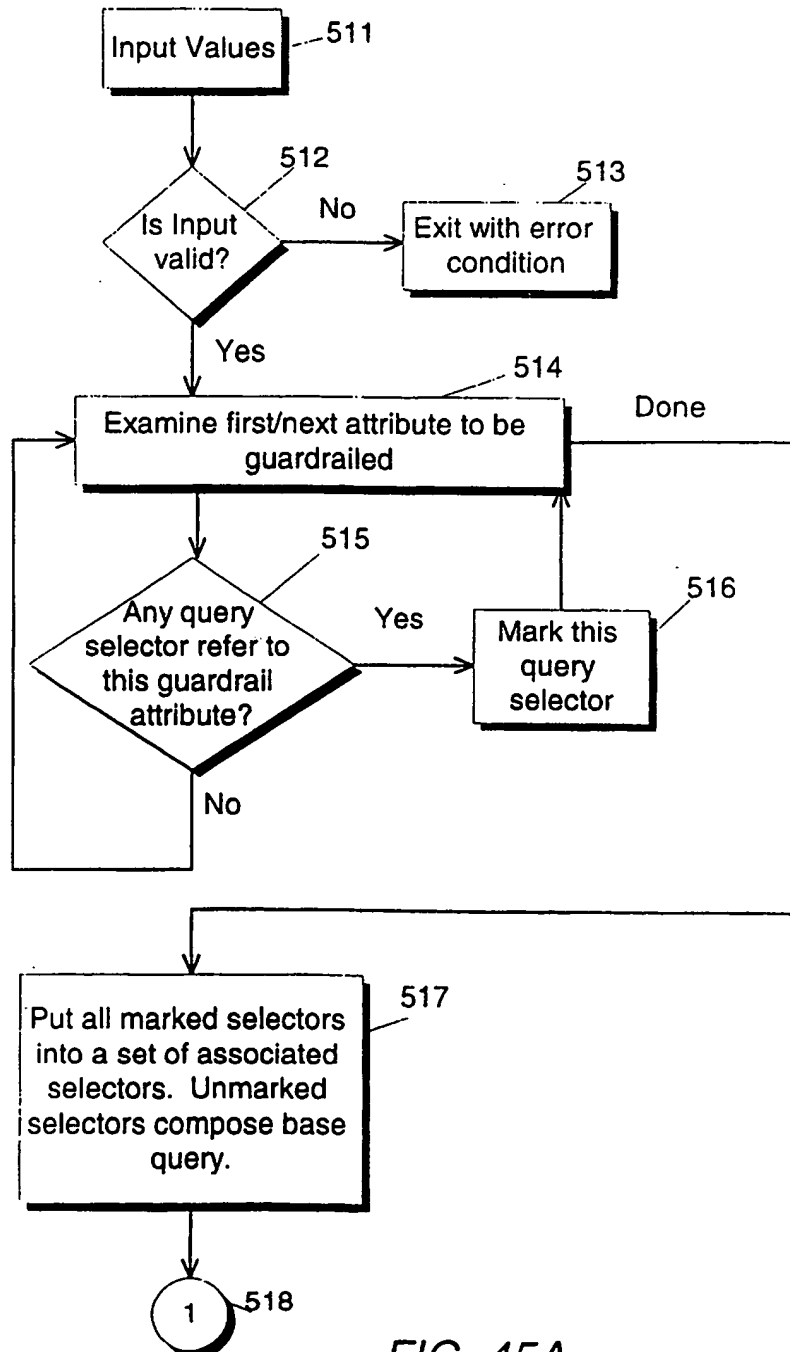 Input Values
511
512
Is Input
valid?
No
513
Exit with error
condition
Yes
514
Examine first/next attribute to be
guardrailed
Done
515
Any query
selector refer to
this guardrail
attribute?
Yes
516
Mark this
query
selector
No
517
Put all marked selectors
into a set of associated
selectors. Unmarked
selectors compose base
query.
1
518
FIG. 45A